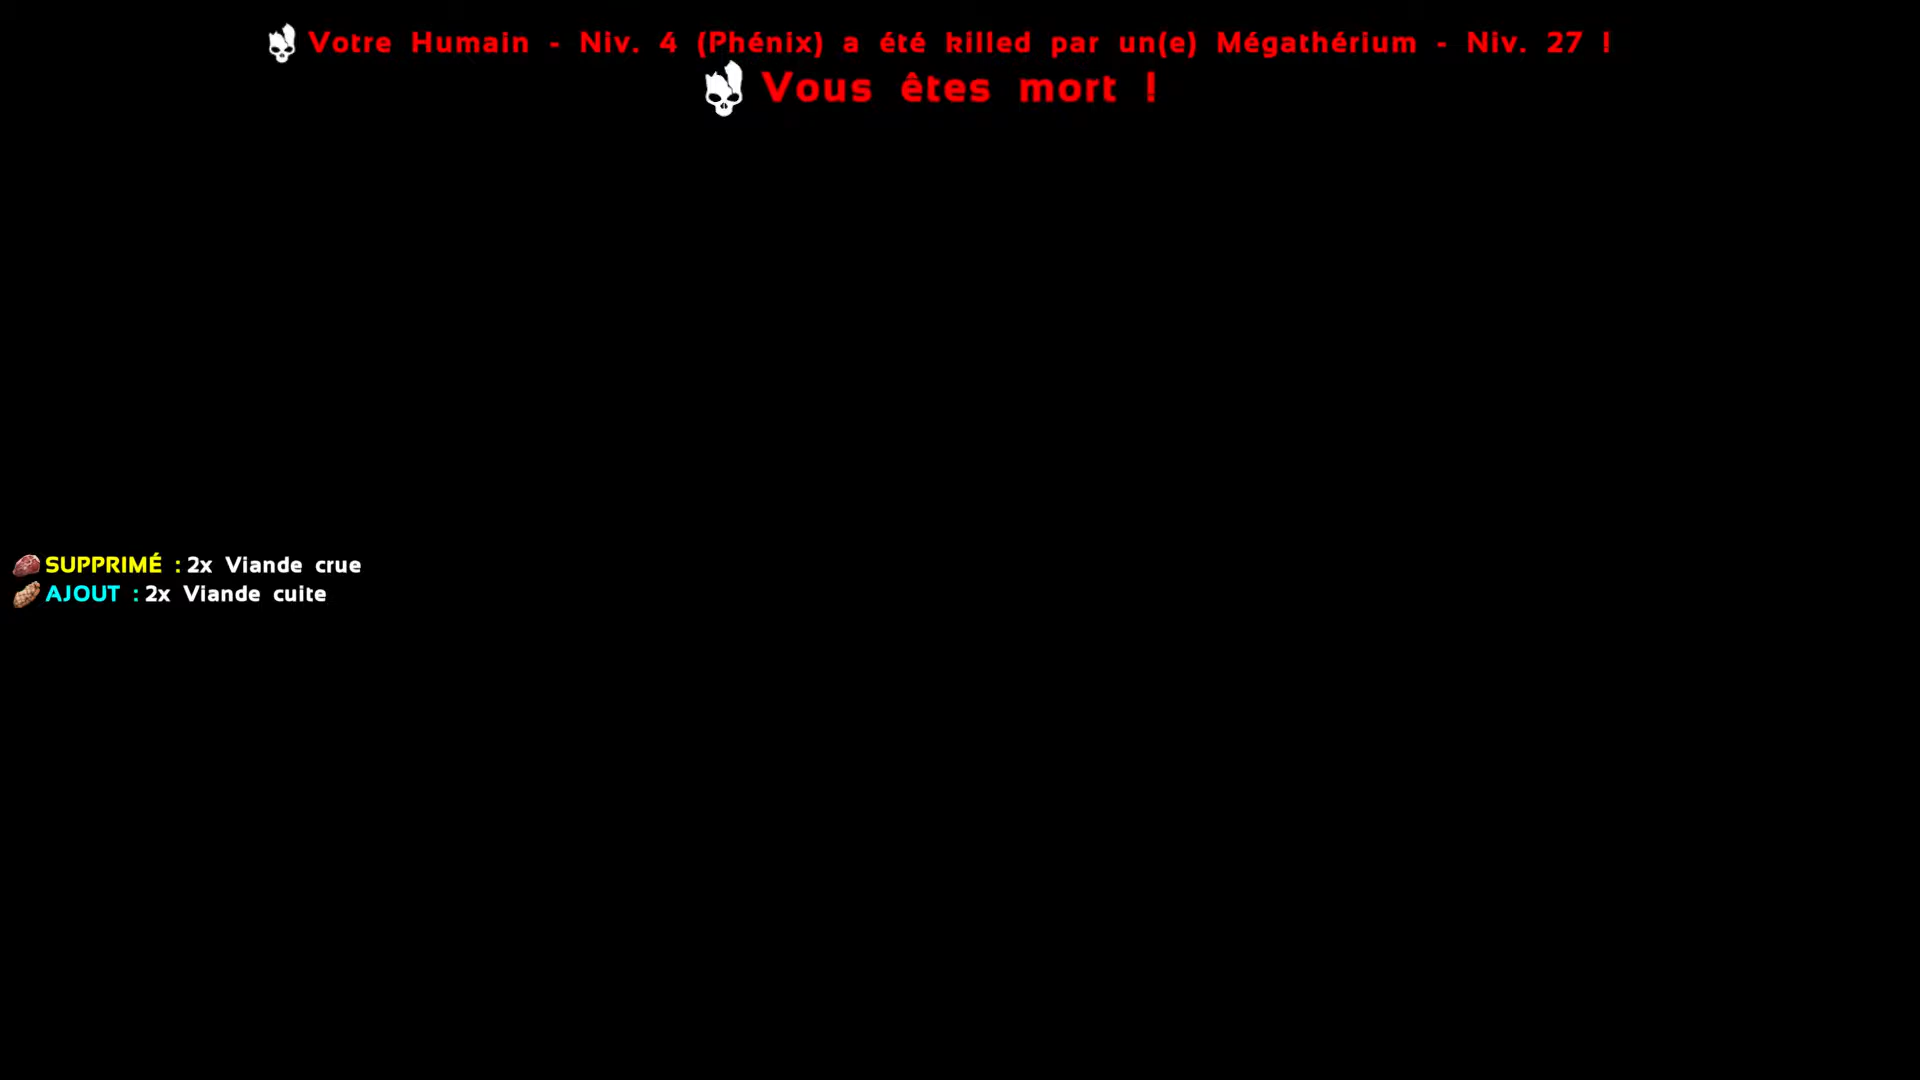 Votre Humain - Niv. 4 (Phénix) a été killed par un(e) Mégathérium - Niv. 27 !
Vous êtes mort !
SUPPRIMÉ : 2x Viande crue
AJOUT : 2x Viande cuite